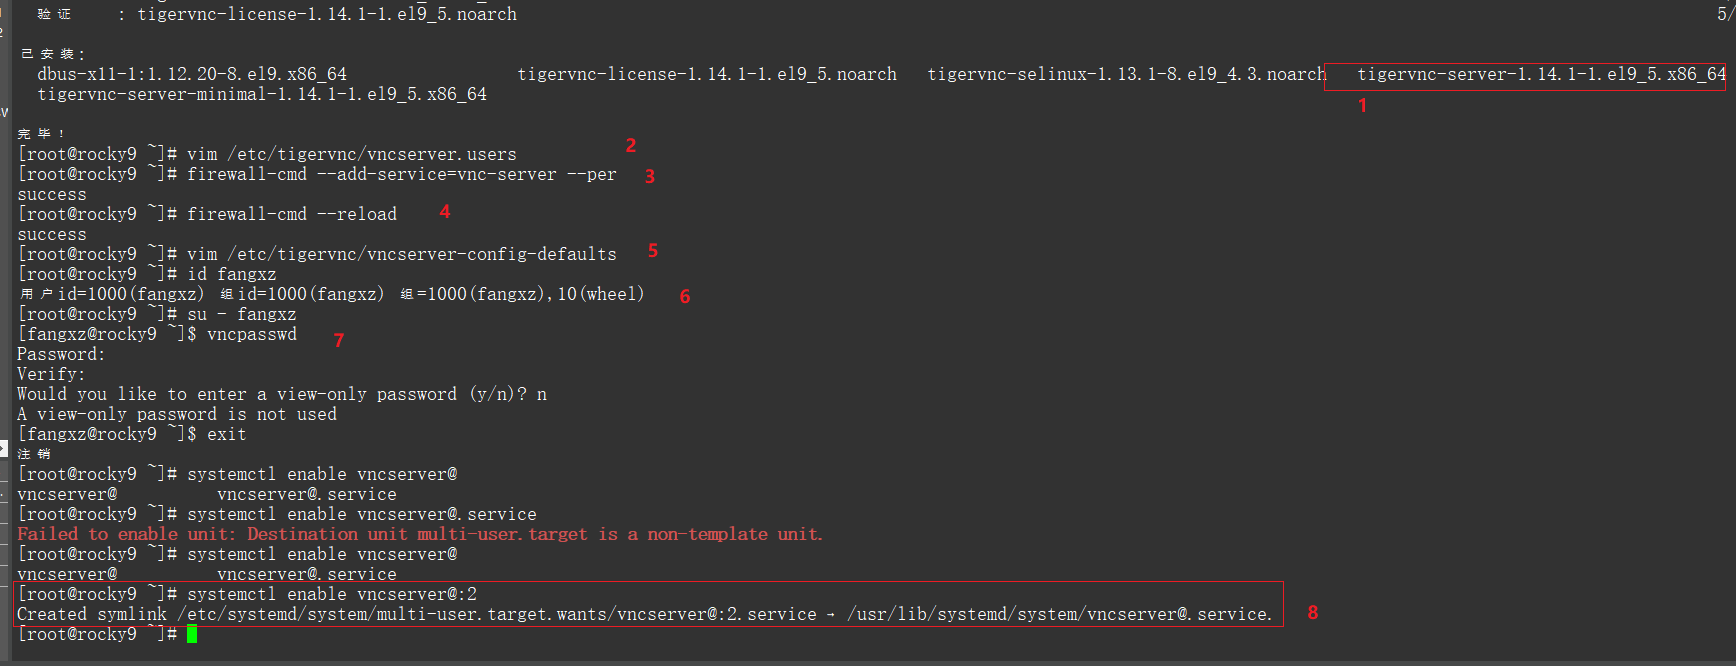 验证 : tigervnc-license-1.14.1-1.el9_5.noarch 5/
已安装:
dbus-x11-1:1.12.20-8.el9.x86_64 tigervnc-license-1.14.1-1.el9_5.noarch tigervnc-selinux-1.13.1-8.el9_4.3.noarch tigervnc-server-1.14.1-1.el9_5.x86_64
tigervnc-server-minimal-1.14.1-1.el9_5.x86_64
1
完毕!
[root@rocky9 ~]# vim /etc/tigervnc/vncserver.users 2
[root@rocky9 ~]# firewall-cmd --add-service=vnc-server --per 3
success
[root@rocky9 ~]# firewall-cmd --reload 4
success
[root@rocky9 ~]# vim /etc/tigervnc/vncserver-config-defaults 5
[root@rocky9 ~]# id fangxz
用户id=1000(fangxz) 组id=1000(fangxz) 组=1000(fangxz),10(wheel) 6
[root@rocky9 ~]# su - fangxz
[fangxz@rocky9 ~]$ vncpasswd 7
Password:
Verify:
Would you like to enter a view-only password (y/n)? n
A view-only password is not used
[fangxz@rocky9 ~]$ exit
注销
[root@rocky9 ~]# systemctl enable vncserver@
vncserver@ vncserver@.service
[root@rocky9 ~]# systemctl enable vncserver@.service
Failed to enable unit: Destination unit multi-user.target is a non-template unit.
[root@rocky9 ~]# systemctl enable vncserver@
vncserver@ vncserver@.service
[root@rocky9 ~]# systemctl enable vncserver@:2
Created symlink /etc/systemd/system/multi-user.target.wants/vncserver@:2.service → /usr/lib/systemd/system/vncserver@.service. 8
[root@rocky9 ~]#